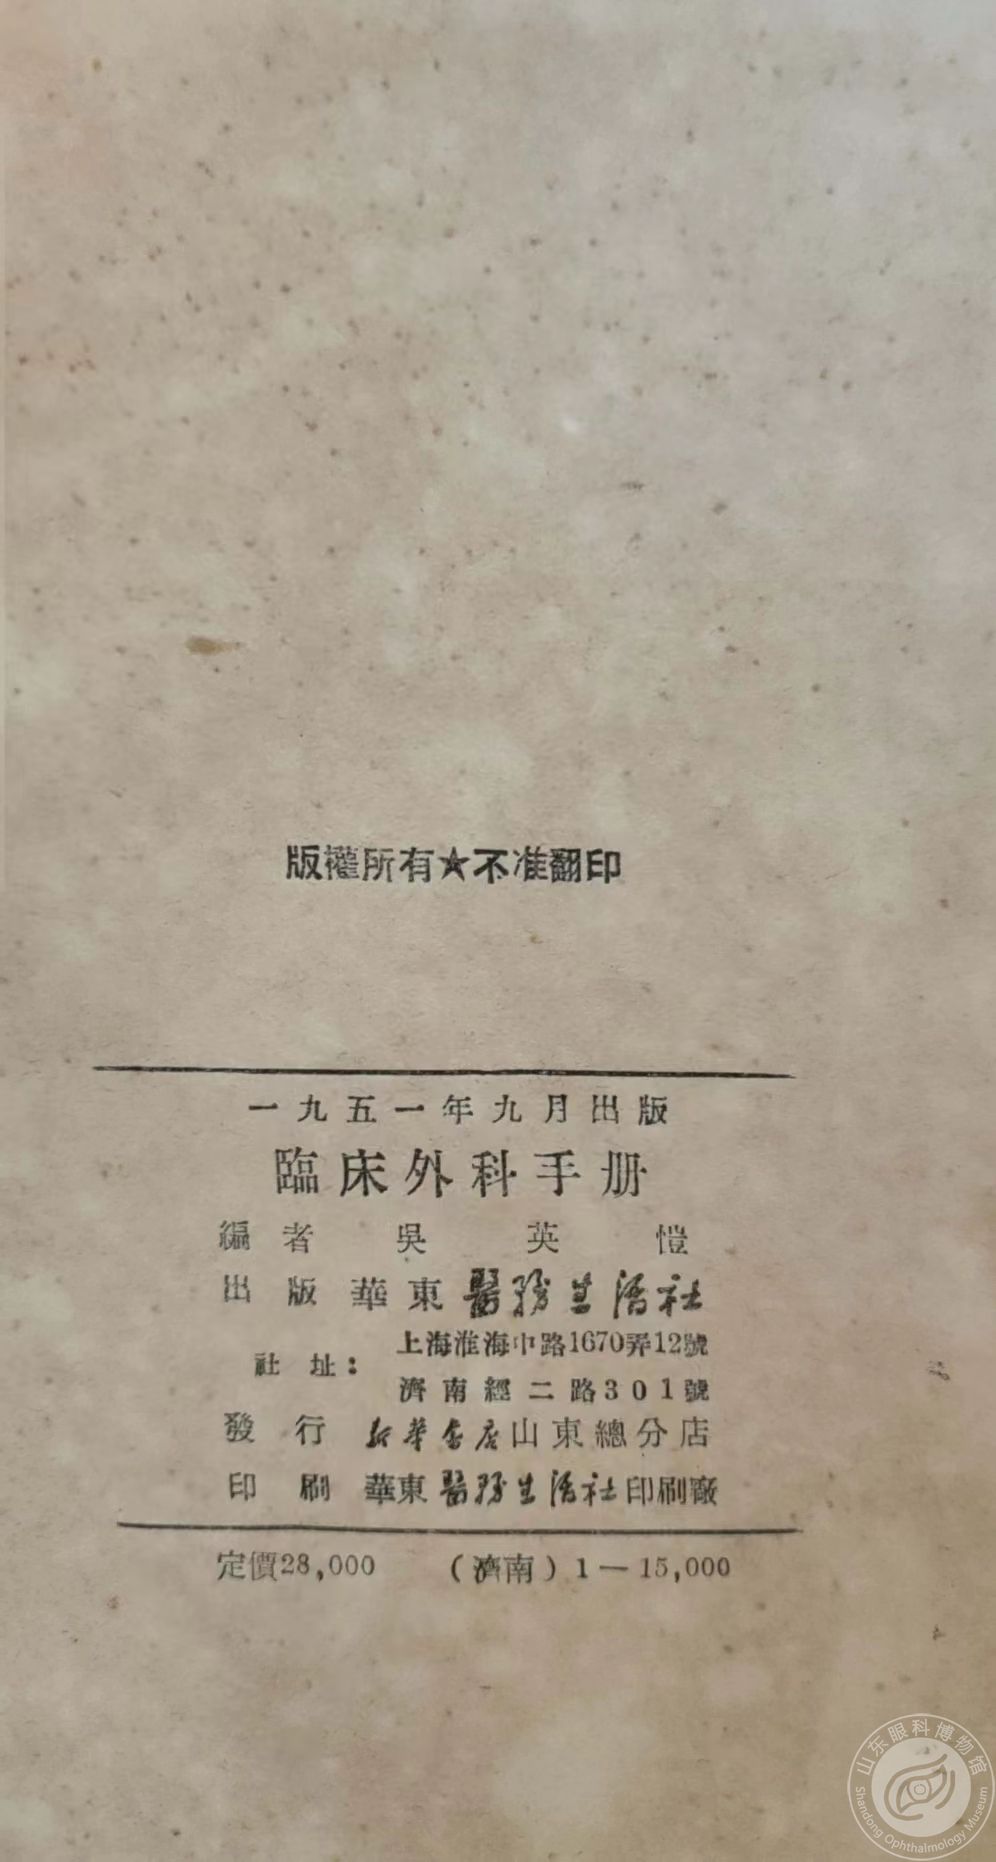 版權所有★不准翻印
一九五一年九月出版
臨床外科手册
編者 吳英愷
出版 華東醫務生活社
社址： 上海淮海中路1670弄12號
濟南經二路301號
發行 新華書店山東總分店
印刷 華東醫務生活社印刷廠
定價28,000 （濟南）1—15,000
山东眼科博物馆
Shandong Ophthalmology Museum